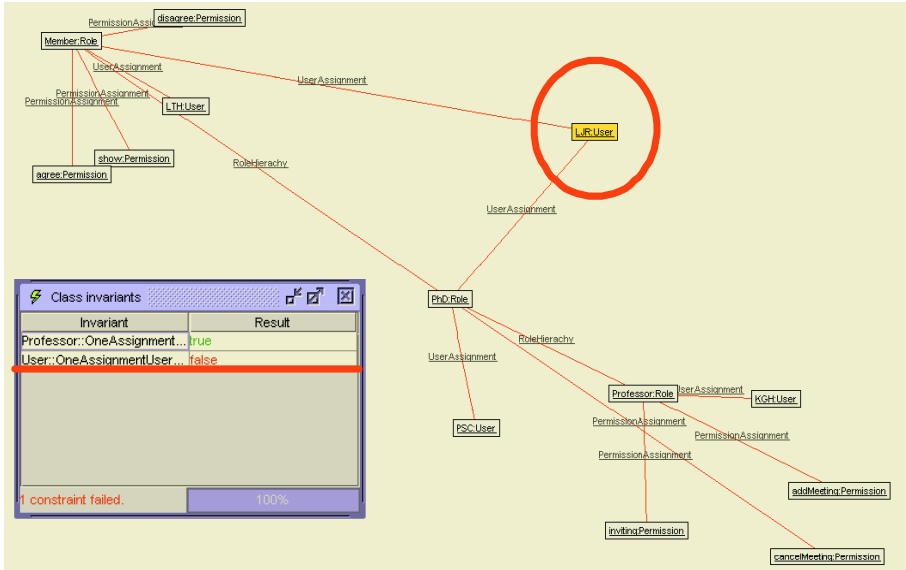 disagree:Permission
PermissionAssi
Member:Role
UserAssignment
UserAssignment
PermissionAssignment
PermissionAssignment
LTH:User
LJR:User
show:Permission
RoleHierachy
agree:Permission
UserAssignment
Class invariants
Invariant Result
Professor::OneAssignment... true
User::OneAssignmentUser... false
1 constraint failed. 100%
PhD:Role
RoleHierachy
UserAssignment
Professor:Role
UserAssignment
KGH:User
PSC:User
PermissionAssignment
PermissionAssignment
PermissionAssignment
addMeeting:Permission
inviting:Permission
cancelMeeting:Permission